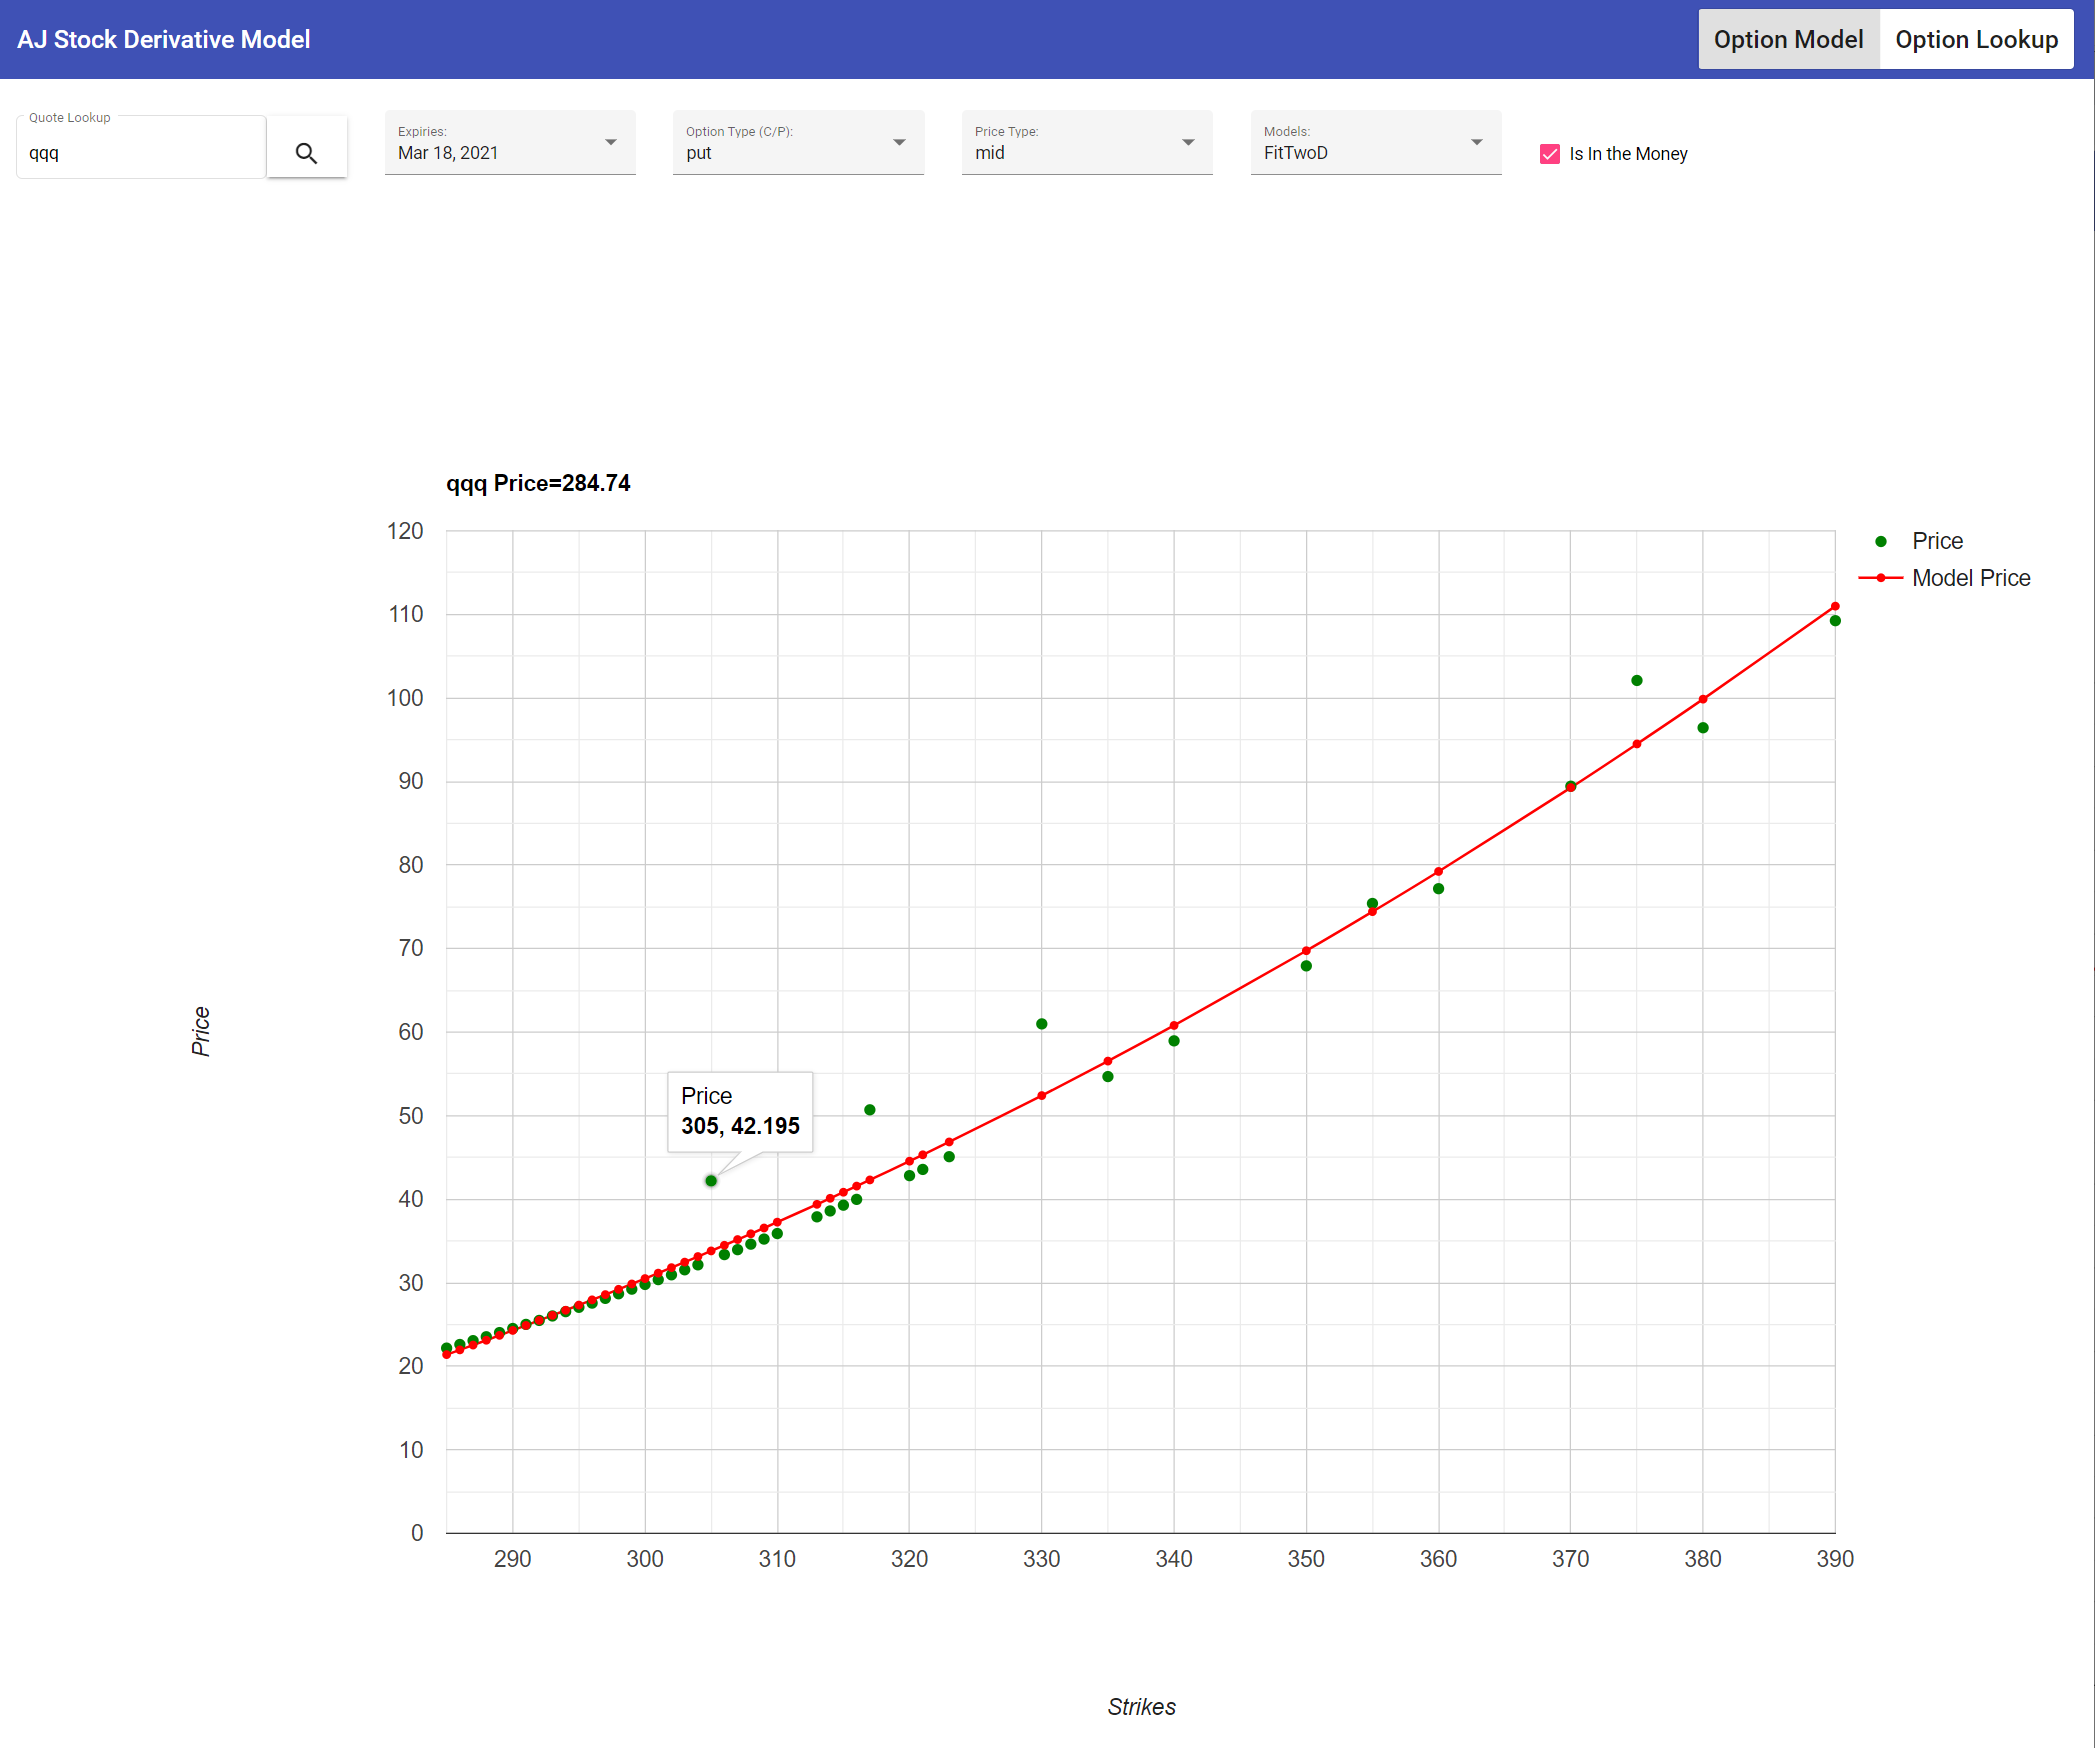 AJ Stock Derivative Model
Option Model
Option Lookup
Quote Lookup
qqq
Expiries:
Mar 18, 2021
Option Type (C/P):
put
Price Type:
mid
Models:
FitTwoD
Is In the Money
qqq Price=284.74
120
110
100
90
80
70
60
50
40
30
20
10
0
Price
Price
305, 42.195
Price
Model Price
290
300
310
320
330
340
350
360
370
380
390
Strikes